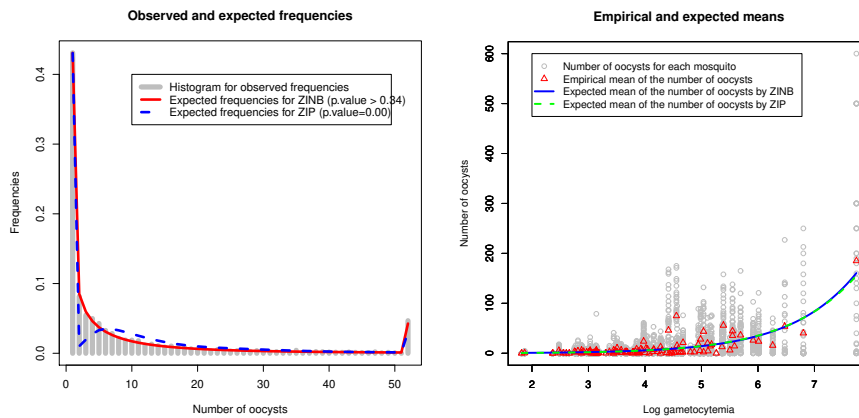 Observed and expected frequencies
Histogram for observed frequencies
Expected frequencies for ZINB (p.value > 0.34)
Expected frequencies for ZIP (p.value=0.00)
Frequencies
0.4
0.3
0.2
0.1
0.0
0 10 20 30 40 50
Number of oocysts
Empirical and expected means
Number of oocysts for each mosquito
Empirical mean of the number of oocysts
Expected mean of the number of oocysts by ZINB
Expected mean of the number of oocysts by ZIP
Number of oocysts
600
500
400
300
200
100
0
2 3 4 5 6 7
Log gametocytemia